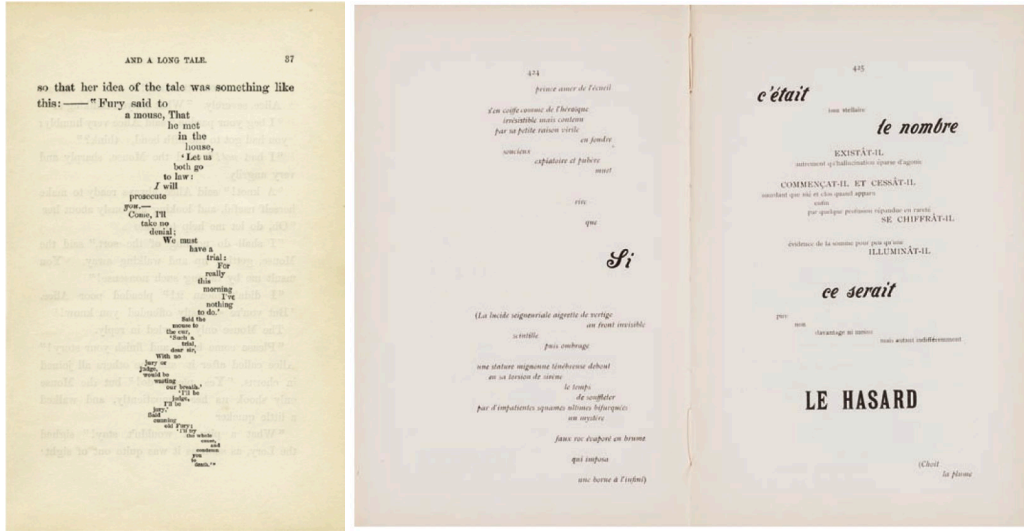 AND A LONG TALE. 37
so that her idea of the tale was something like
this:——"Fury said to
a mouse, That
he met
in the
house,
'Let us
both go
to law:
I will
prosecute
you.—
Come, I'll
take no
denial;
We must
have a
trial:
For
really
this
morning
I've
nothing
to do.'
Said the
mouse to
the cur,
'Such a
trial,
dear sir,
With no
jury or
judge,
would be
wasting
our breath.'
'I'll be
judge,
I'll be
jury,'
Said
cunning
old Fury:
'I'll try
the whole
cause,
and
condemn
you
to
death.'"
424
prince amer de l'écueil
s'en coiffe comme de l'héroïque
irrésistible mais contenu
par sa petite raison virile
en foudre
soucieux
expiatoire et pubère
muet
rire
que
Si
(La lucide seigneuriale aigrette de vertige
au front invisible
scintille
puis ombrage
une stature mignonne ténébreuse debout
en sa torsion de sirène
le temps
de souffleter
par d'impatientes squames ultimes bifurquées
un mystère
faux roc évaporé en brume
qui imposa
une borne à l'infini)
425
c'était
issu stellaire
le nombre
EXISTÂT-IL
autrement qu'hallucination éparse d'agonie
COMMENÇAT-IL ET CESSÂT-IL
sourdant que nié et clos quand apparu
enfin
par quelque profusion répandue en rareté
SE CHIFFRÂT-IL
évidence de la somme pour peu qu'une
ILLUMINÂT-IL
ce serait
pire
non
davantage ni moins
mais autant indifféremment
LE HASARD
(Choit
la plume